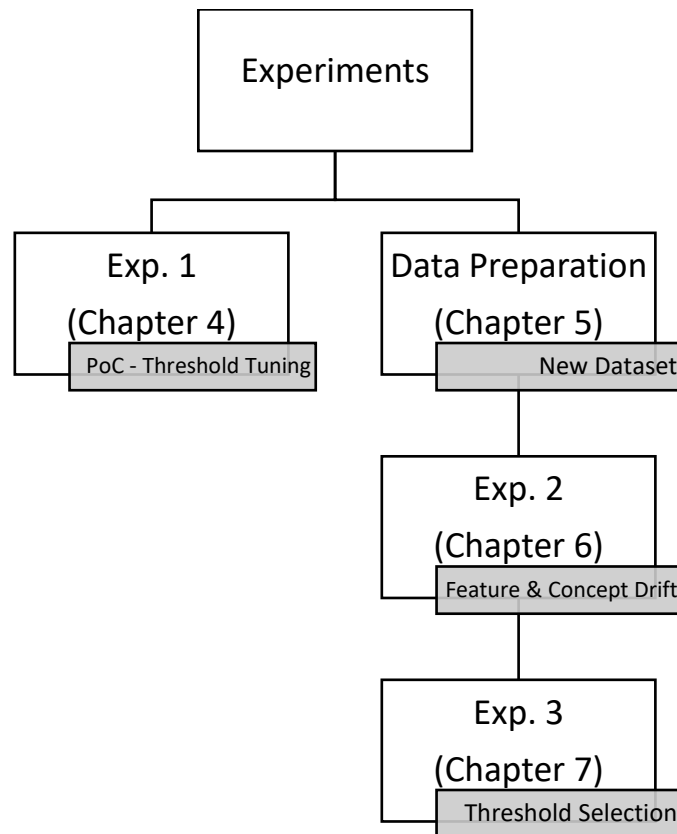 Experiments
Exp. 1
(Chapter 4)
PoC - Threshold Tuning
Data Preparation
(Chapter 5)
New Dataset
Exp. 2
(Chapter 6)
Feature & Concept Drift
Exp. 3
(Chapter 7)
Threshold Selection